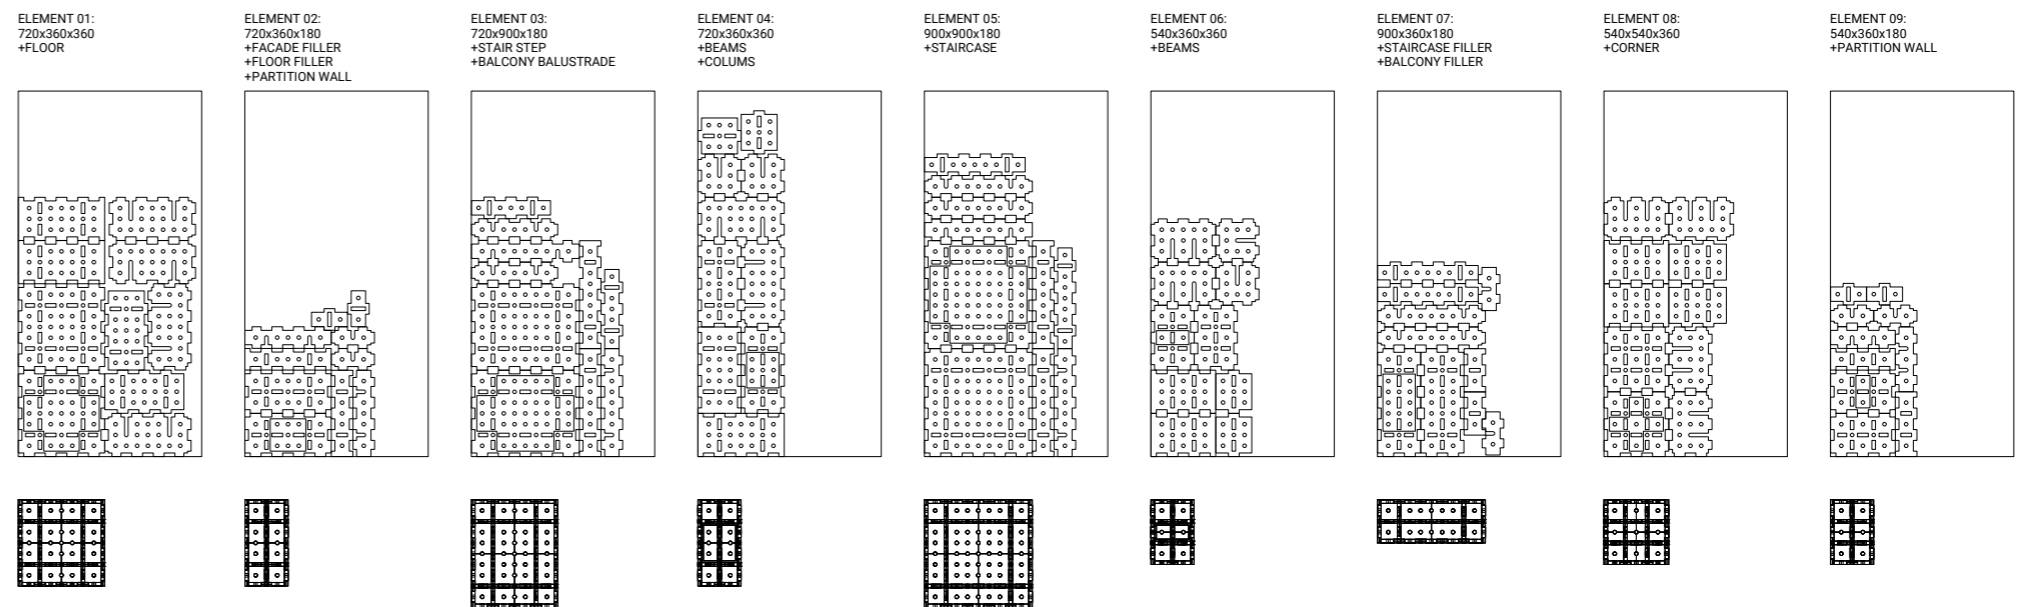 ELEMENT 01:
720x360x360
+FLOOR
ELEMENT 02:
720x360x180
+FACADE FILLER
+FLOOR FILLER
+PARTITION WALL
ELEMENT 03:
720x900x180
+STAIR STEP
+BALCONY BALUSTRADE
ELEMENT 04:
720x360x360
+BEAMS
+COLUMS
ELEMENT 05:
900x900x180
+STAIRCASE
ELEMENT 06:
540x360x360
+BEAMS
ELEMENT 07:
900x360x180
+STAIRCASE FILLER
+BALCONY FILLER
ELEMENT 08:
540x540x360
+CORNER
ELEMENT 09:
540x360x180
+PARTITION WALL